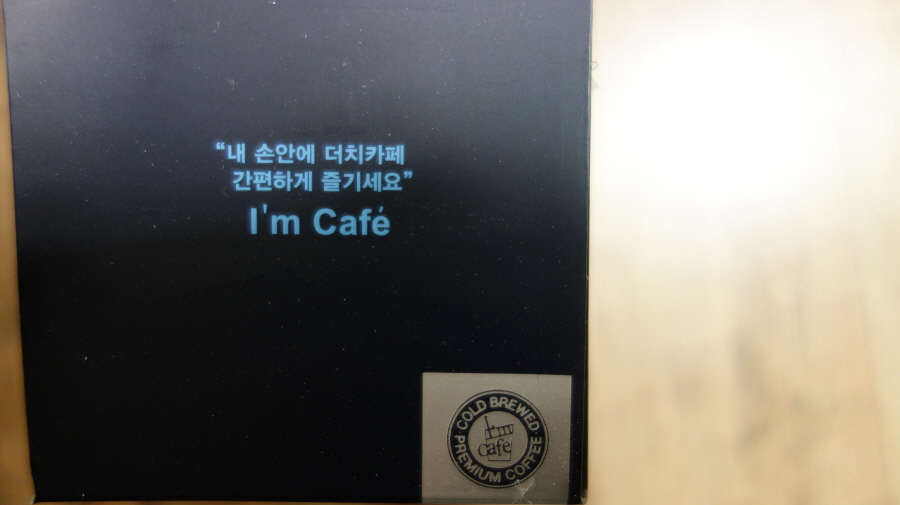 “내 손안에 더치카페
간편하게 즐기세요”
I'm Café
COLD BREWED
I'm
Cafe
PREMIUM COFFEE